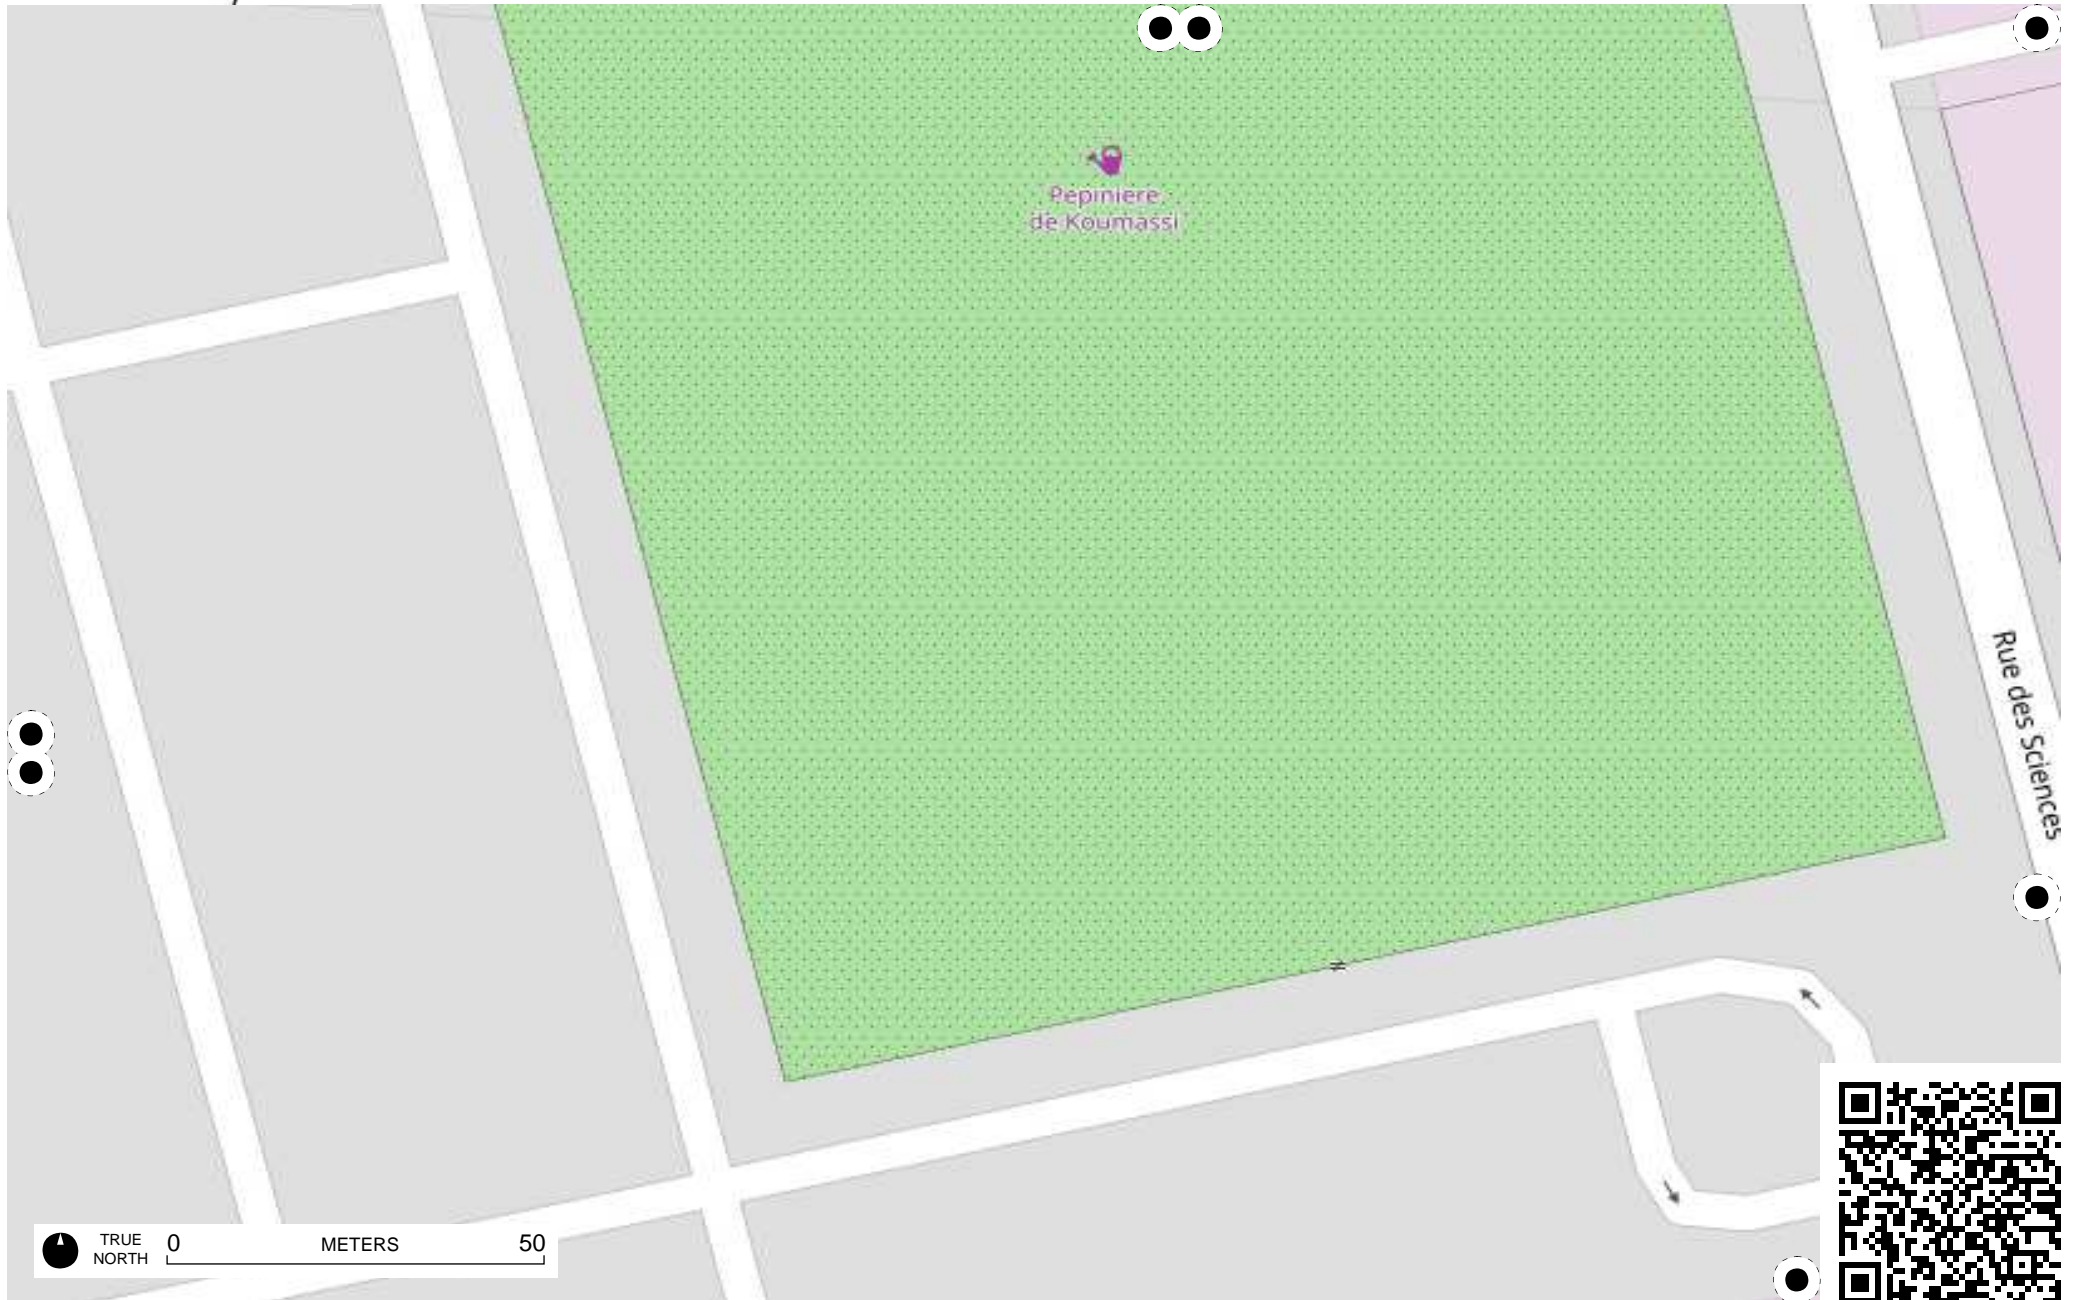 Pepiniere
de Koumassi
Rue des Sciences
TRUE
NORTH
0 METERS 50